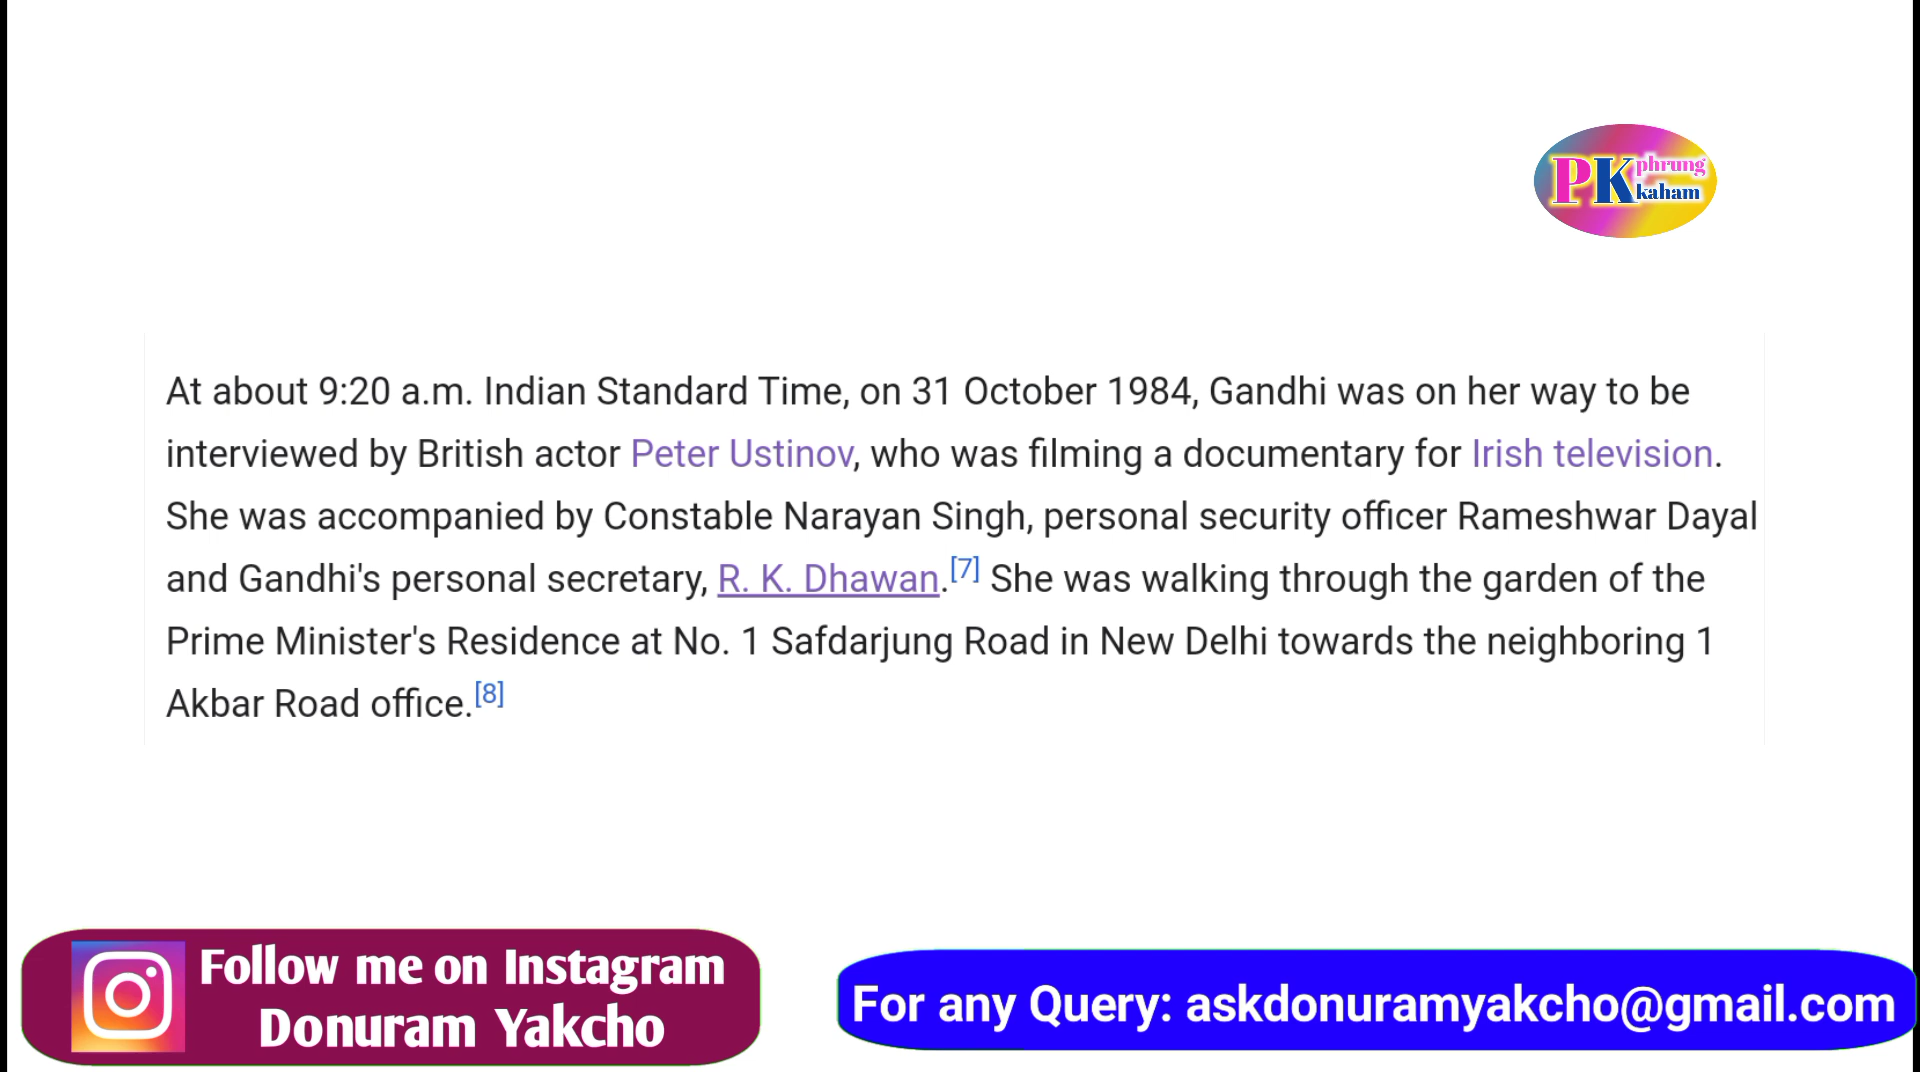 PK phrung
kaham
At about 9:20 a.m. Indian Standard Time, on 31 October 1984, Gandhi was on her way to be
interviewed by British actor Peter Ustinov, who was filming a documentary for Irish television.
She was accompanied by Constable Narayan Singh, personal security officer Rameshwar Dayal
and Gandhi's personal secretary, R. K. Dhawan.[7] She was walking through the garden of the
Prime Minister's Residence at No. 1 Safdarjung Road in New Delhi towards the neighboring 1
Akbar Road office.[8]
Follow me on Instagram
Donuram Yakcho
For any Query: askdonuramyakcho@gmail.com